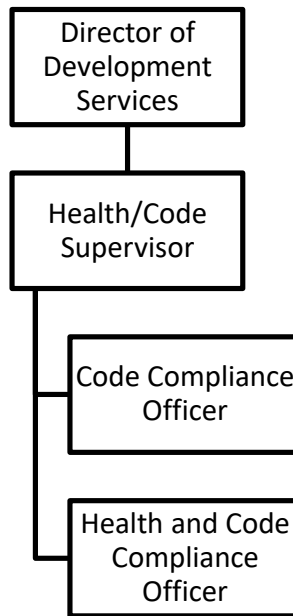 Director of
Development
Services
Health/Code
Supervisor
Code Compliance
Officer
Health and Code
Compliance
Officer